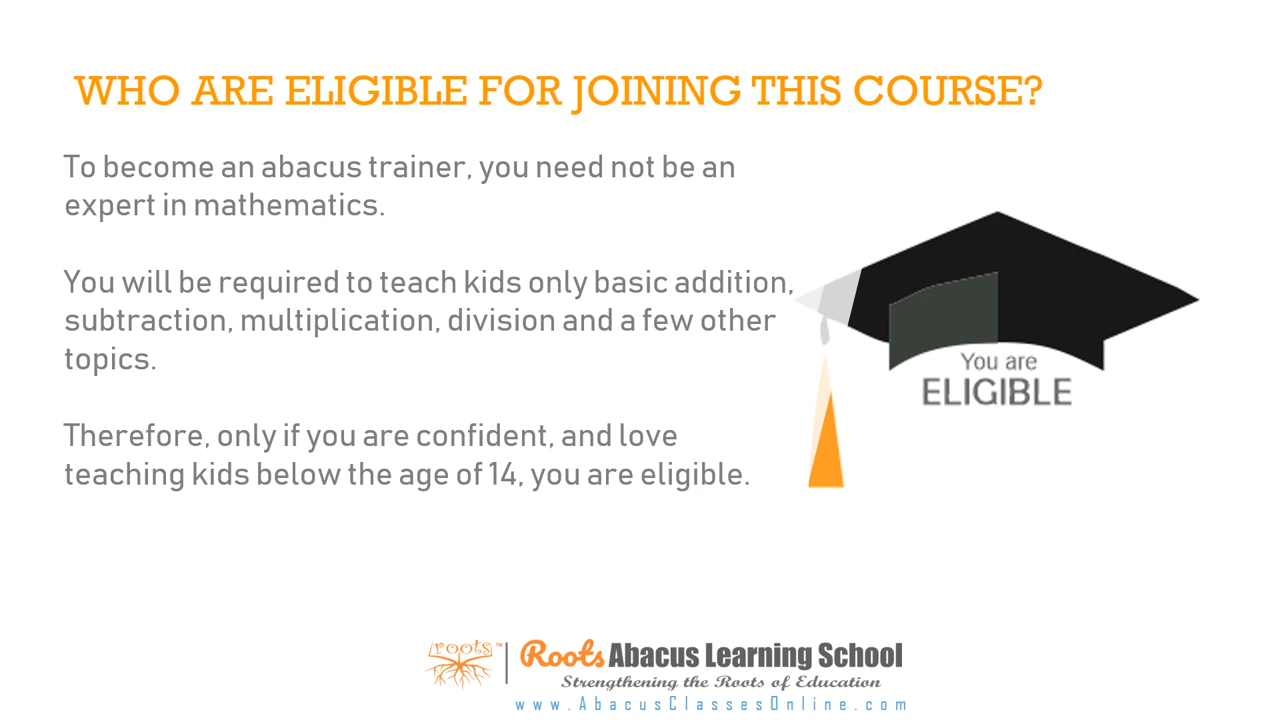 WHO ARE ELIGIBLE FOR JOINING THIS COURSE?
To become an abacus trainer, you need not be an
expert in mathematics.
You will be required to teach kids only basic addition,
subtraction, multiplication, division and a few other
topics.
Therefore, only if you are confident, and love
teaching kids below the age of 14, you are eligible.
You are
ELIGIBLE
roots™
Roots Abacus Learning School
Strengthening the Roots of Education
www.AbacusClassesOnline.com